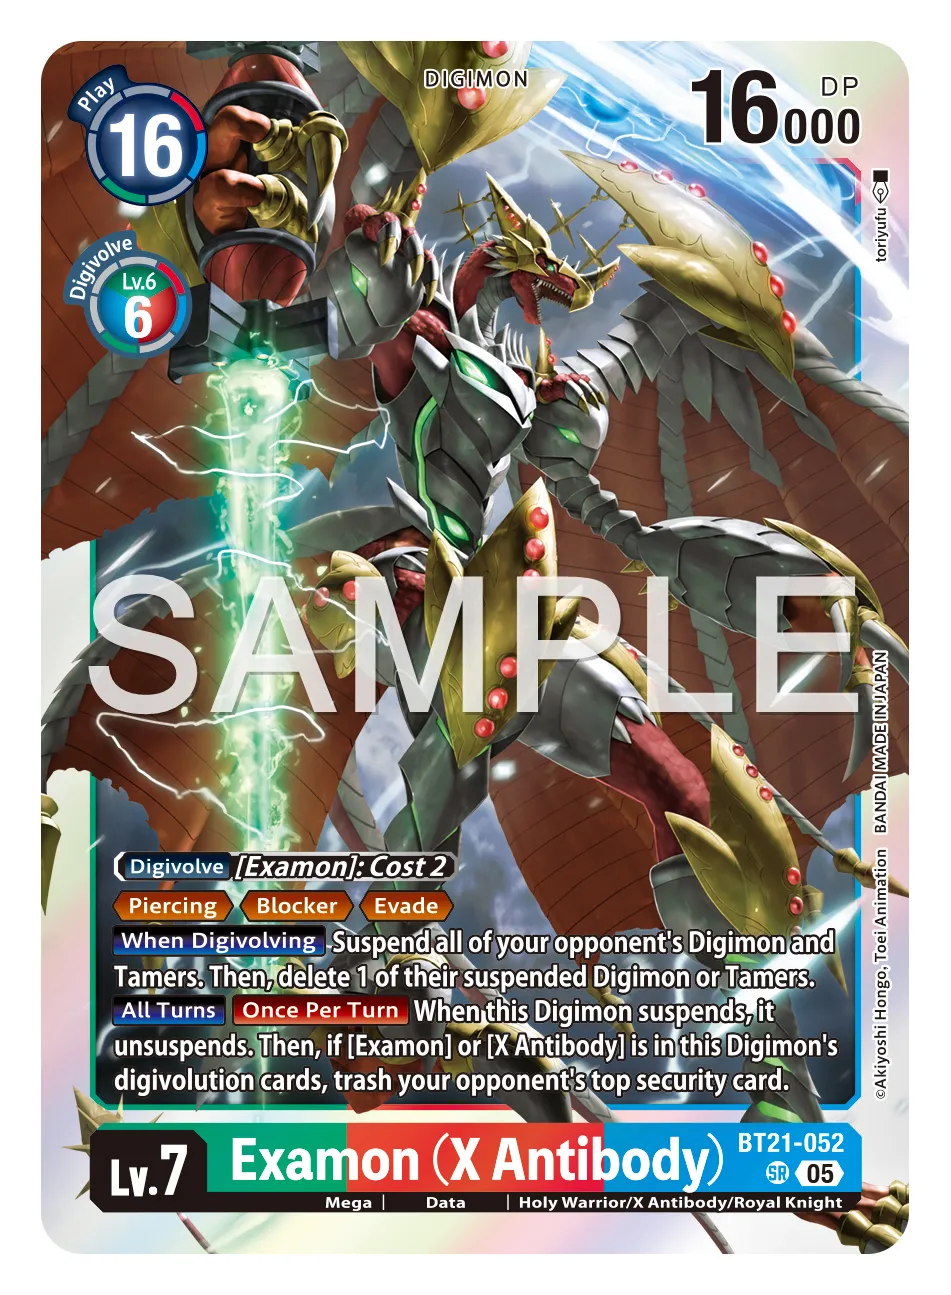 DIGIMON
Play
16
16000
DP
Digivolve
Lv.6
6
toriyufu
SAMPLE
BANDAI MADE IN JAPAN
©Akiyoshi Hongo, Toei Animation
Digivolve [Examon]: Cost 2
Piercing Blocker Evade
When Digivolving Suspend all of your opponent's Digimon and
Tamers. Then, delete 1 of their suspended Digimon or Tamers.
All Turns Once Per Turn When this Digimon suspends, it
unsuspends. Then, if [Examon] or [X Antibody] is in this Digimon's
digivolution cards, trash your opponent's top security card.
Lv.7
Examon (X Antibody)
BT21-052
SR 05
Mega | Data | Holy Warrior/X Antibody/Royal Knight